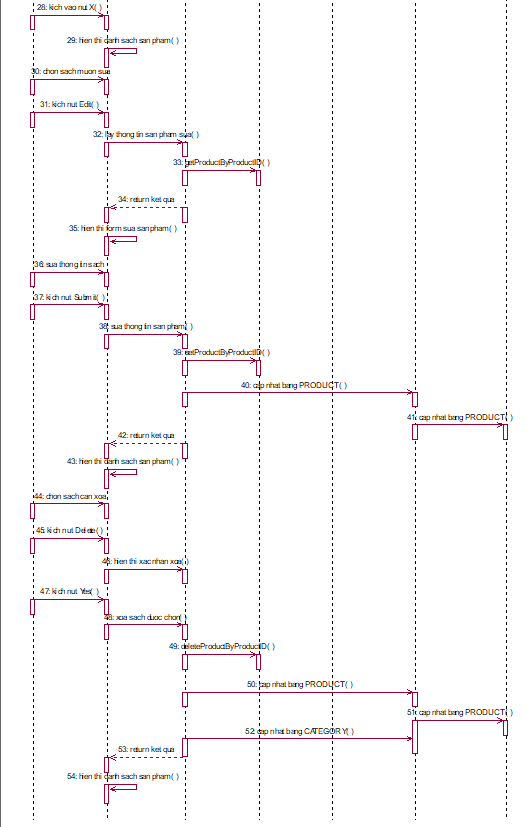 28: kich vao nut X( )
29: hien thi danh sach san pham( )
30: chon sach muon sua
31: kich nut Edit( )
32: lay thong tin san pham sua( )
33: getProductByProductID( )
34: return ket qua
35: hien thi form sua san pham( )
36: sua thong tin sach
37: kich nut Submit( )
38: sua thong tin san pham( )
39: setProductByProductID( )
40: cap nhat bang PRODUCT( )
41: cap nhat bang PRODUCT( )
42: return ket qua
43: hien thi danh sach san pham( )
44: chon sach can xoa
45: kich nut Delete( )
46: hien thi xac nhan xoa( )
47: kich nut Yes( )
48: xoa sach duoc chon( )
49: deleteProductByProductID( )
50: cap nhat bang PRODUCT( )
51: cap nhat bang PRODUCT( )
52: cap nhat bang CATEGORY( )
53: return ket qua
54: hien thi danh sach san pham( )